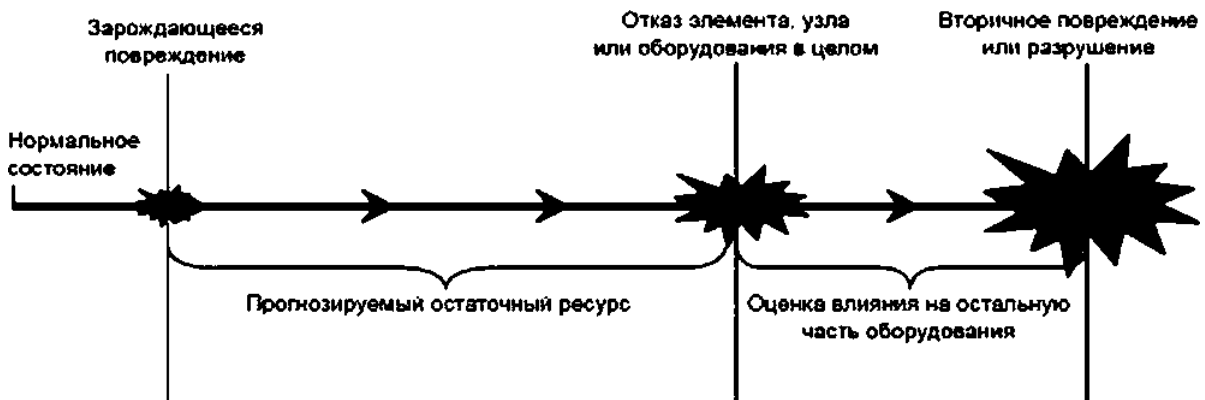 Зарождающееся
повреждение
Отказ элемента, узла
или оборудования в целом
Вторичное повреждение
или разрушение
Нормальное
состояние
Прогнозируемый остаточный ресурс
Оценка влияния на остальную
часть оборудования